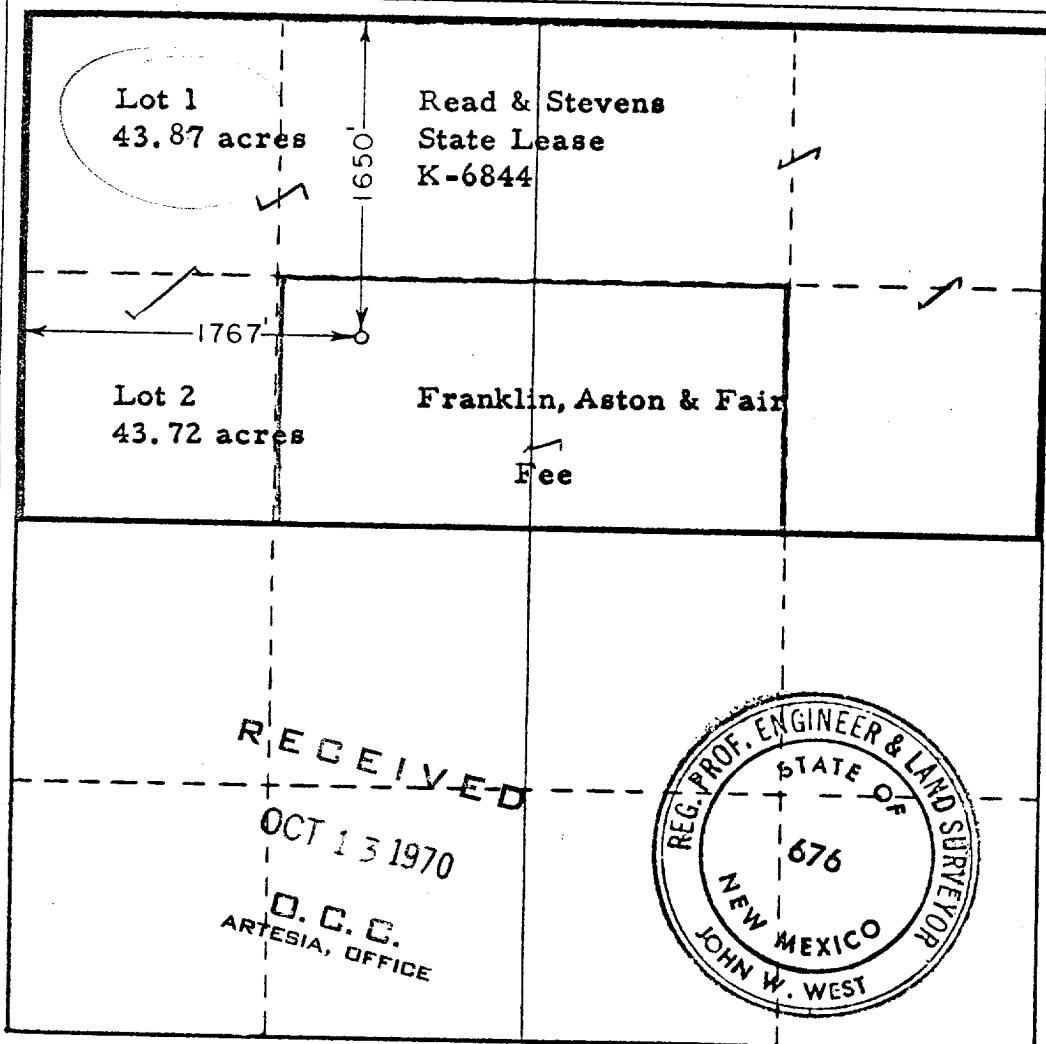 Lot 1
43.87 acres
1650'
Read & Stevens
State Lease
K-6844
1767'
Lot 2
43.72 acres
Franklin, Aston & Fair
Fee
RECEIVED
OCT 13 1970
O. C. C.
ARTESIA, OFFICE
REG. PROF. ENGINEER & LAND SURVEYOR
STATE OF
676
NEW MEXICO
JOHN W. WEST